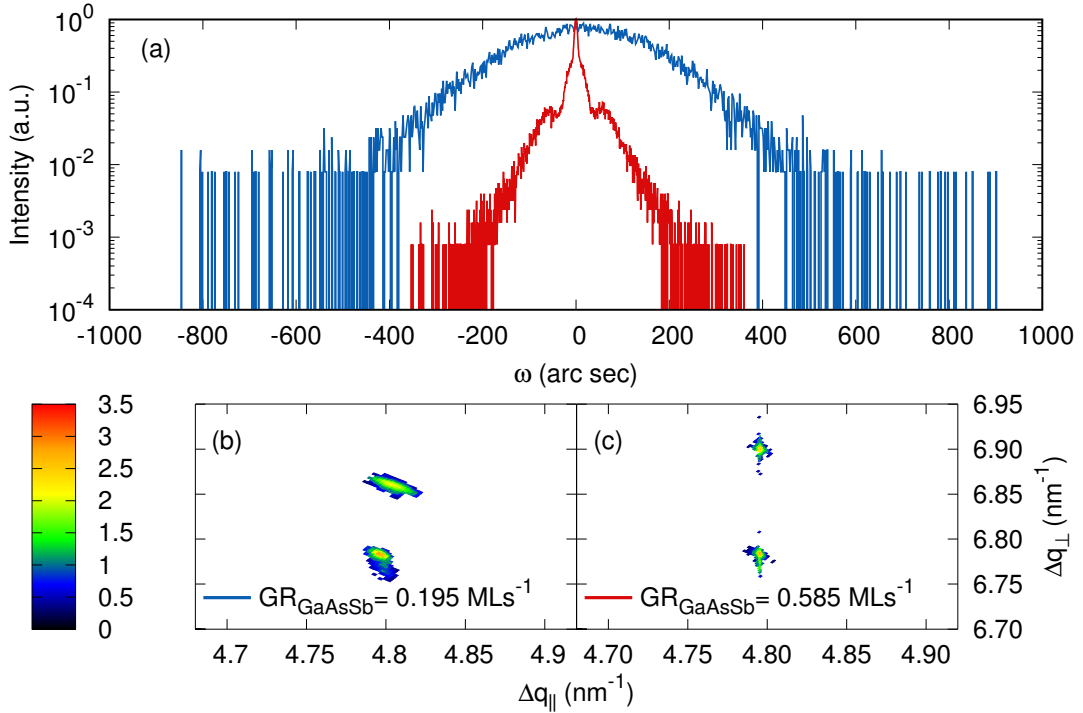 10⁰
10⁻¹
10⁻²
10⁻³
10⁻⁴
Intensity (a.u.)
(a)
-1000 -800 -600 -400 -200 0 200 400 600 800 1000
ω (arc sec)
3.5
3
2.5
2
1.5
1
0.5
0
(b)
GR_GaAsSb= 0.195 MLs⁻¹
4.7 4.75 4.8 4.85 4.9
(c)
GR_GaAsSb= 0.585 MLs⁻¹
4.70 4.75 4.80 4.85 4.90
6.95
6.90
6.85
6.80
6.75
6.70
Δq⊥ (nm⁻¹)
Δq∥ (nm⁻¹)